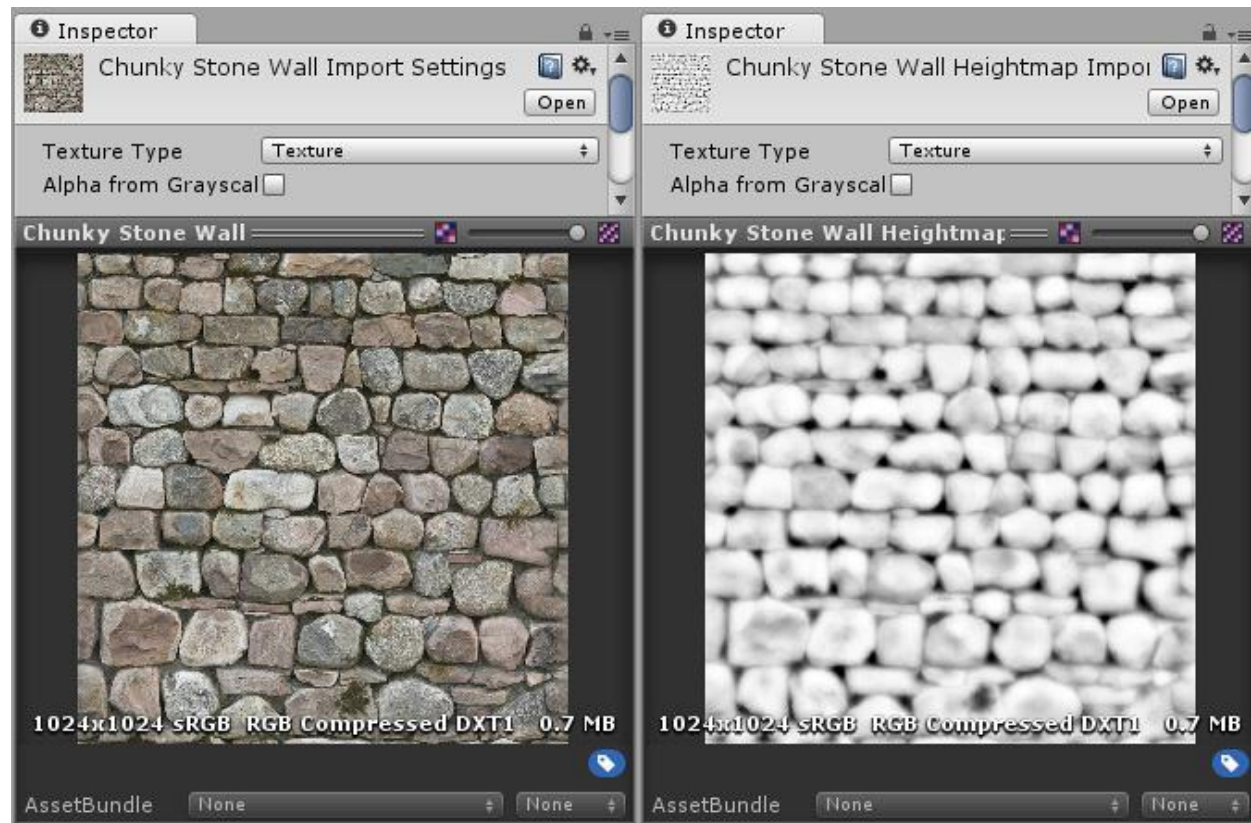 Inspector
Chunky Stone Wall Import Settings
Open
Texture Type Texture
Alpha from Grayscal
Chunky Stone Wall
1024x1024 sRGB RGB Compressed DXT1 0.7 MB
AssetBundle None None
Inspector
Chunky Stone Wall Heightmap Impo
Open
Texture Type Texture
Alpha from Grayscal
Chunky Stone Wall Heightmap
1024x1024 sRGB RGB Compressed DXT1 0.7 MB
AssetBundle None None